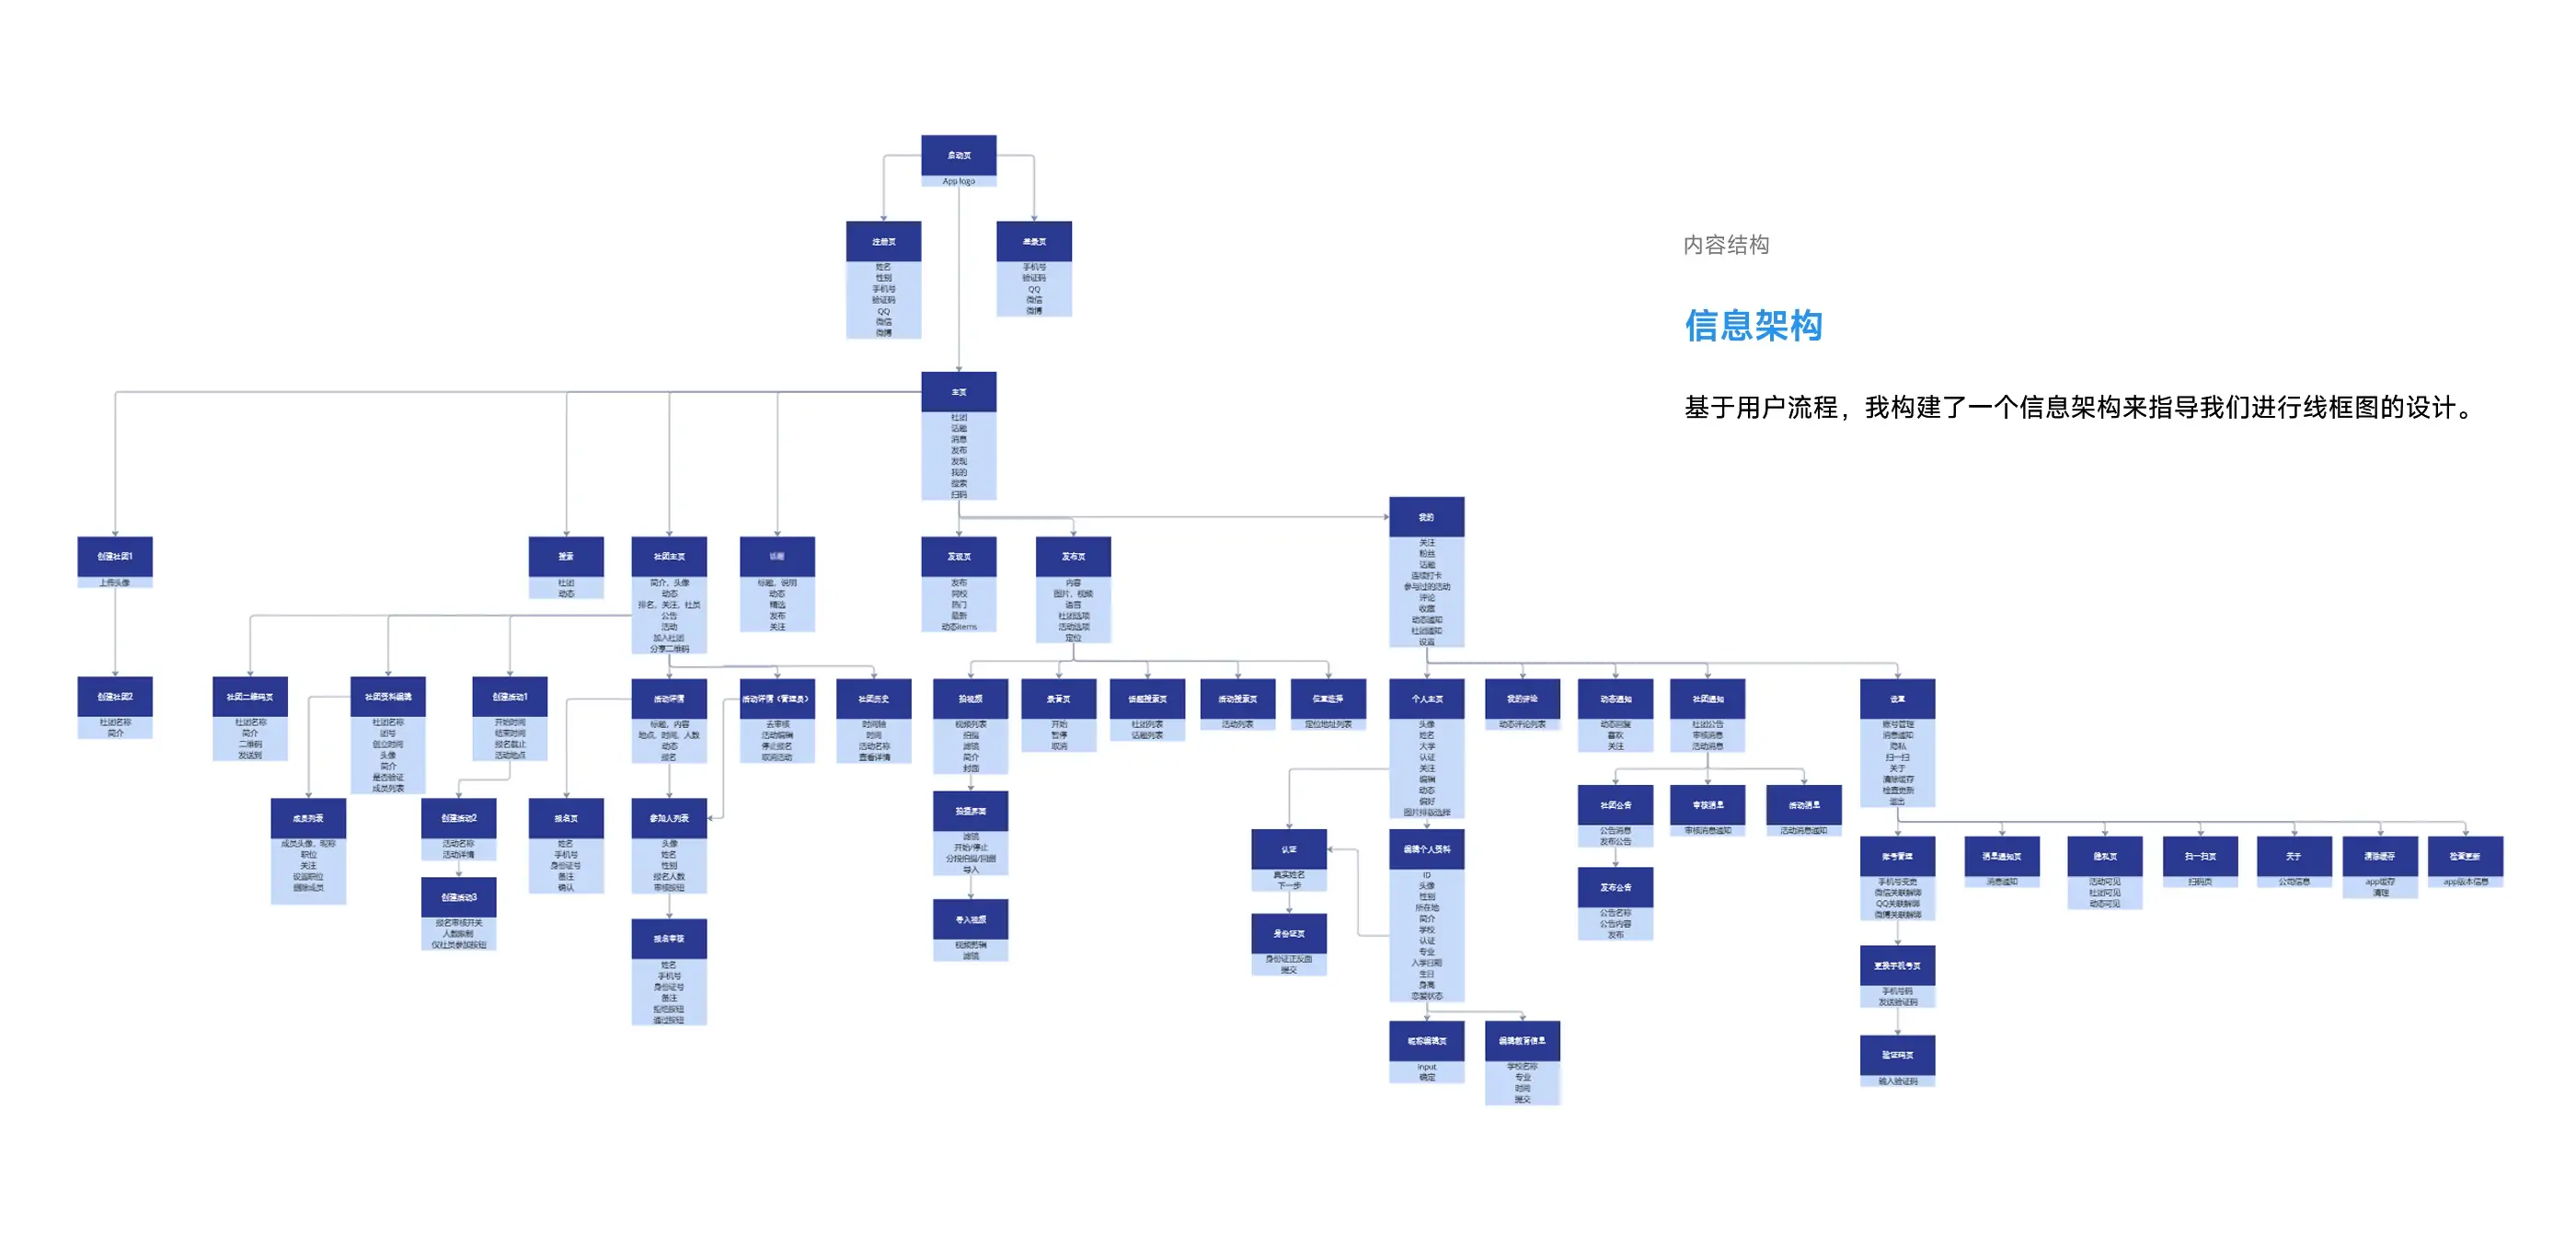 启动页
App logo
注册页
姓名
性别
手机号
验证码
QQ
微信
微博
登录页
手机号
验证码
QQ
微信
微博
内容结构
信息架构
基于用户流程，我构建了一个信息架构来指导我们进行线框图的设计。
主页
社团
话题
消息
发布
发现
我的
搜索
扫码
创建社团1
上传头像
搜索
社团
动态
社团主页
简介，头像
动态
排名，关注，社员
公告
活动
加入社团
分享二维码
话题
标题，说明
动态
精选
发布
关注
发现页
发布
同校
热门
最新
动态items
发布页
内容
图片，视频
语音
社团选项
活动选项
定位
我的
关注
粉丝
话题
连续打卡
参与过的活动
评论
收藏
动态通知
社团通知
设置
创建社团2
社团名称
简介
社团二维码页
社团名称
简介
二维码
发送到
社团资料编辑
社团名称
团号
创立时间
头像
简介
是否验证
成员列表
创建活动1
开始时间
结束时间
报名截止
活动地点
活动详情
标题，内容
地点，时间，人数
动态
报名
活动详情（管理员）
去审核
活动编辑
停止报名
取消活动
社团历史
时间轴
时间
活动名称
查看详情
拍视频
视频列表
拍摄
滤镜
简介
封面
录音页
开始
暂停
取消
话题搜索页
社团列表
话题列表
活动搜索页
活动列表
位置选择
定位地址列表
个人主页
头像
姓名
大学
认证
关注
编辑
动态
偏好
图片排版选择
我的评论
动态评论列表
动态通知
动态回复
喜欢
关注
社团通知
社团公告
审核消息
活动消息
设置
账号管理
消息通知
隐私
扫一扫
关于
清除缓存
检查更新
退出
成员列表
成员头像，昵称
职位
关注
设置职位
删除成员
创建活动2
活动名称
活动详情
创建活动3
报名审核开关
人数限制
仅社员参加按钮
报名页
姓名
手机号
身份证号
备注
确认
参加人列表
头像
姓名
性别
报名人数
审核按钮
报名审核
姓名
手机号
身份证号
备注
拒绝按钮
通过按钮
拍摄界面
滤镜
开始/停止
分段拍摄/回删
导入
导入视频
视频剪辑
滤镜
认证
真实姓名
下一步
身份证页
身份证正反面
提交
编辑个人资料
ID
头像
性别
所在地
简介
学校
认证
专业
入学日期
生日
身高
恋爱状态
昵称编辑页
input
确定
编辑教育信息
学校名称
专业
时间
提交
社团公告
公告消息
发布公告
发布公告
公告名称
公告内容
发布
审核消息
审核消息通知
活动消息
活动消息通知
账号管理
手机号变更
微信关联解绑
QQ关联解绑
微博关联解绑
更换手机号页
手机号码
发送验证码
验证码页
输入验证码
消息通知页
消息通知
隐私页
活动可见
社团可见
动态可见
扫一扫页
扫码页
关于
公司信息
清除缓存
app缓存
清理
检查更新
app版本信息